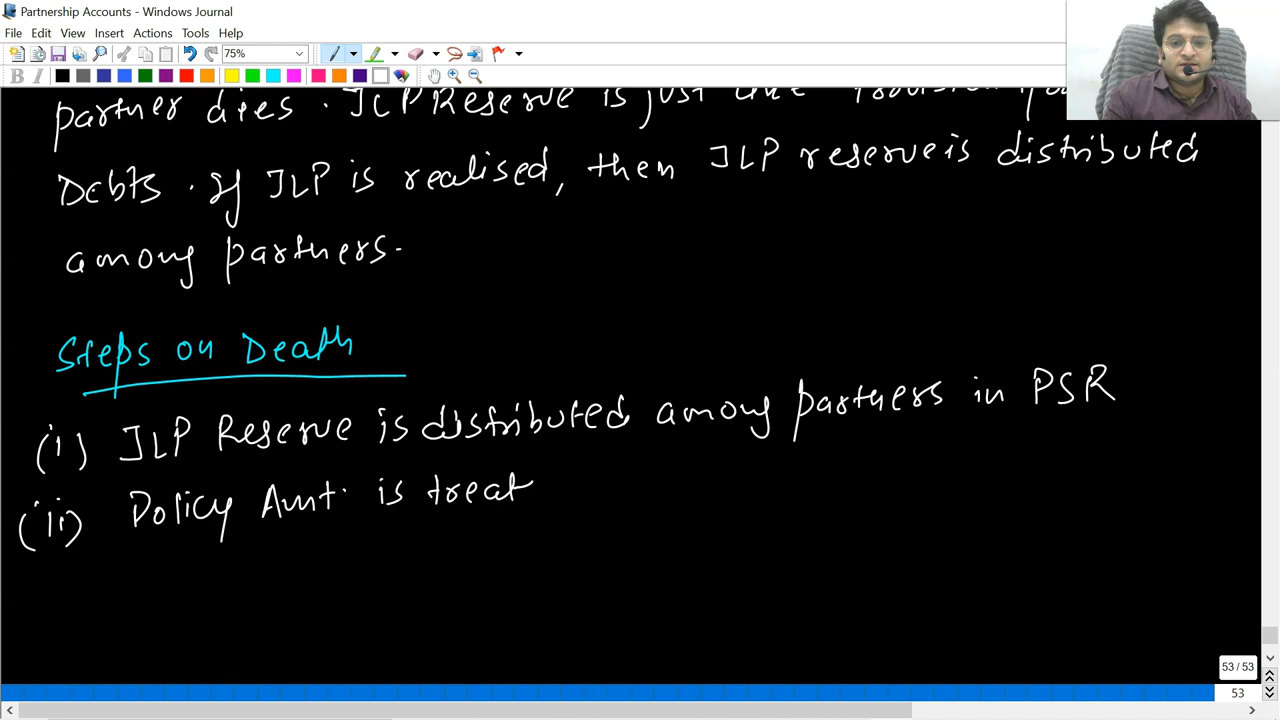 Partnership Accounts - Windows Journal
File Edit View Insert Actions Tools Help
75%
partner dies. JLP Reserve is just like
Debts. If JLP is realised, then JLP reserve is distributed
among partners.
Steps on Death
(i) JLP Reserve is distributed among partners in PSR
(ii) Policy Amt. is treat
53 / 53
53